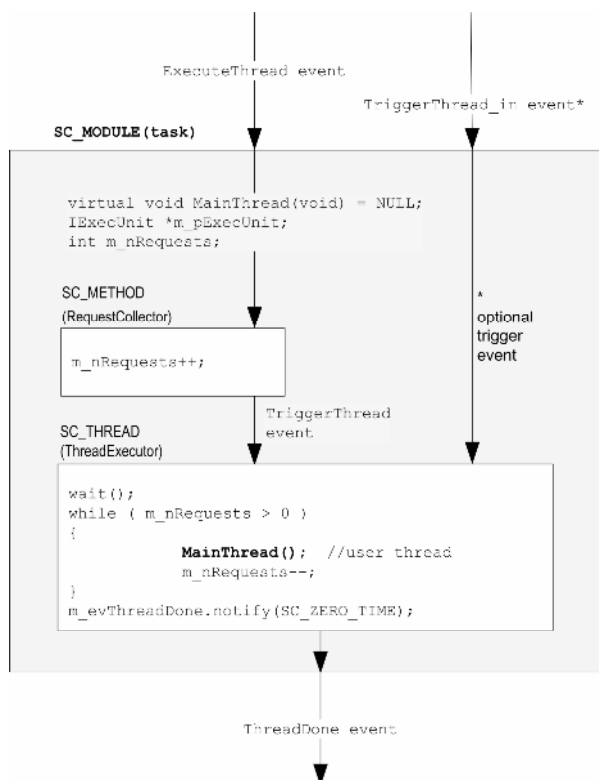 ExecuteThread event
TriggerThread_in event*
SC_MODULE(task)
virtual void MainThread(void) = NULL;
IExecUnit *m_pExecUnit;
int m_nRequests;
SC_METHOD
(RequestCollector)
m_nRequests++;
*
optional
trigger
event
TriggerThread
event
SC_THREAD
(ThreadExecutor)
wait();
while ( m_nRequests > 0 )
{
MainThread(); //user thread
m_nRequests--;
}
m_evThreadDone.notify(SC_ZERO_TIME);
ThreadDone event